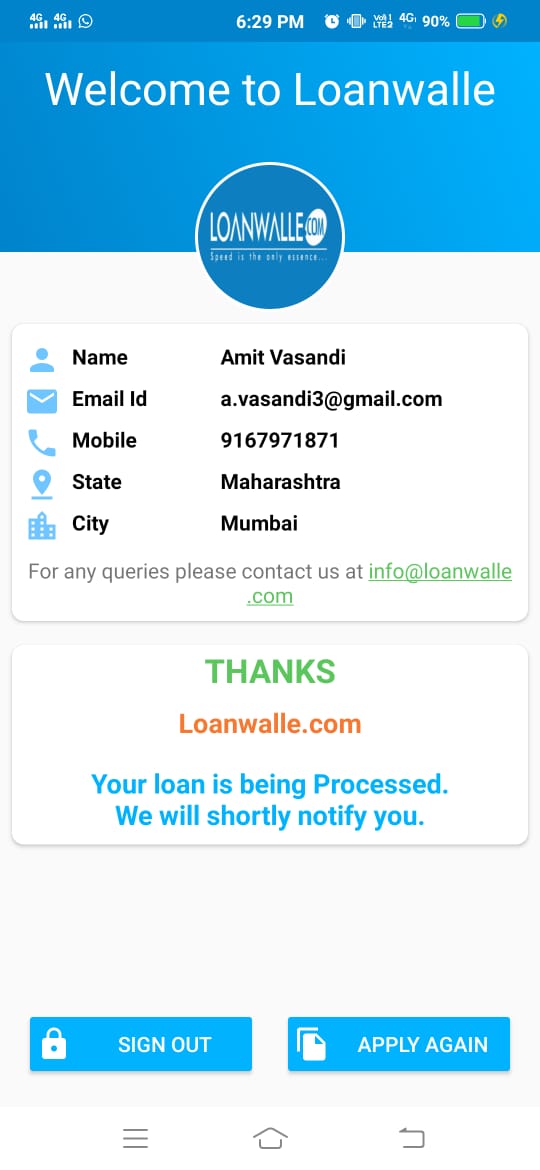 4G 4G 6:29 PM Vo) 1 LTE2 4G 90%
Welcome to Loanwalle
LOANWALLE.COM
Speed is the only essence...
Name Amit Vasandi
Email Id a.vasandi3@gmail.com
Mobile 9167971871
State Maharashtra
City Mumbai
For any queries please contact us at info@loanwalle
.com
THANKS
Loanwalle.com
Your loan is being Processed.
We will shortly notify you.
SIGN OUT APPLY AGAIN